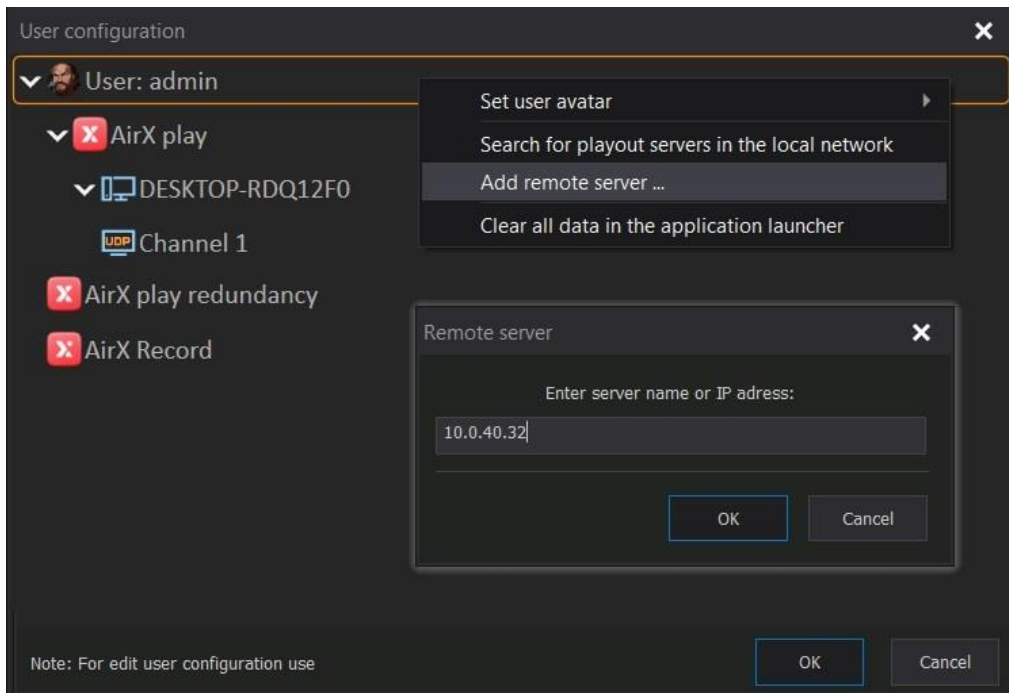 User configuration
User: admin
Set user avatar
AirX play
Search for playout servers in the local network
DESKTOP-RDQ12F0
Add remote server ...
Clear all data in the application launcher
UDP
Channel 1
AirX play redundancy
AirX Record
Remote server
Enter server name or IP adress:
10.0.40.32
OK
Cancel
Note: For edit user configuration use
OK
Cancel